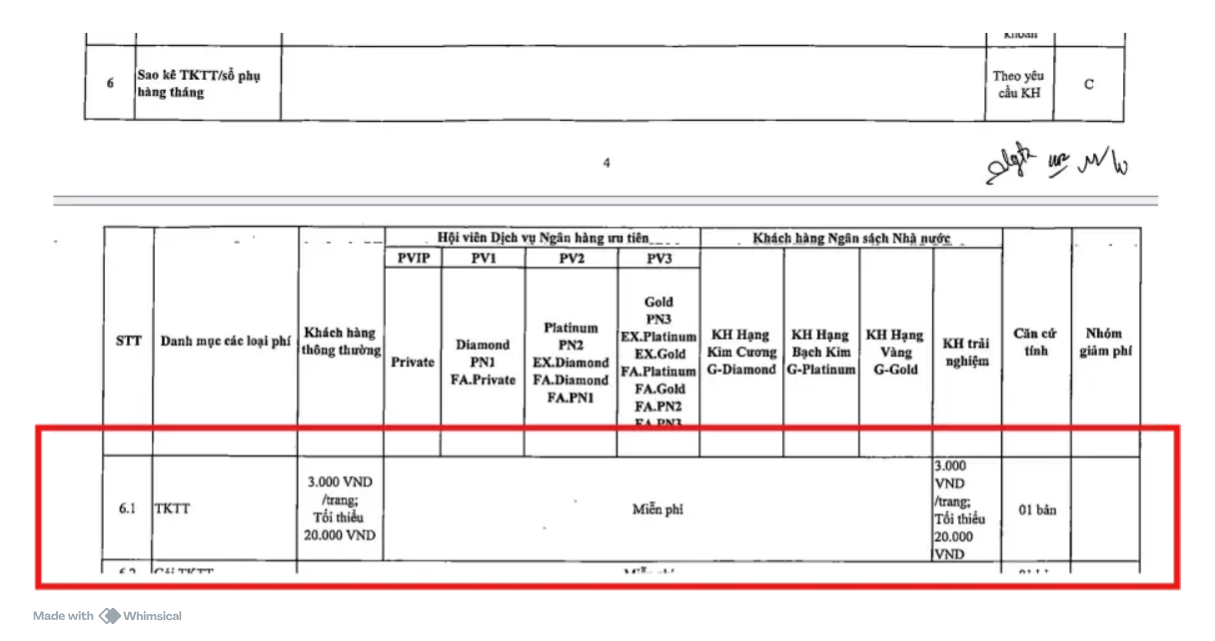 6
Sao kê TKTT/sổ phụ
hàng tháng
Theo yêu
cầu KH
C
4
STT
Danh mục các loại phí
Khách hàng
thông thường
Hội viên Dịch vụ Ngân hàng ưu tiên
PVIP
PV1
PV2
PV3
Private
Diamond
PN1
FA.Private
Platinum
PN2
EX.Diamond
FA.Diamond
FA.PN1
Gold
PN3
EX.Platinum
EX.Gold
FA.Platinum
FA.Gold
FA.PN2
FA.PN3
Khách hàng Ngân sách Nhà nước
KH Hạng
Kim Cương
G-Diamond
KH Hạng
Bạch Kim
G-Platinum
KH Hạng
Vàng
G-Gold
KH trải
nghiệm
Căn cứ
tính
Nhóm
giảm phí
6.1
TKTT
3.000 VND
/trang;
Tối thiểu
20.000 VND
Miễn phí
3.000
VND
/trang;
Tối thiểu
20.000
VND
01 bản
Made with Whimsical